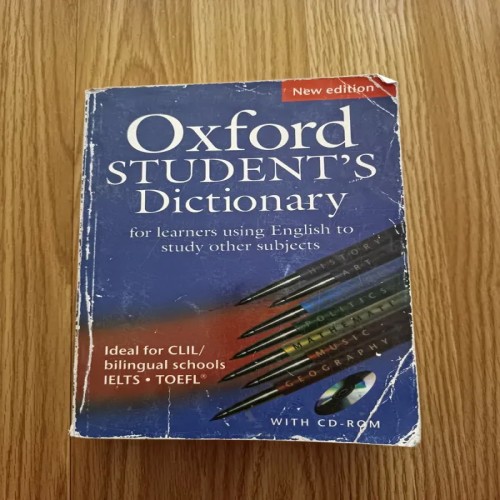 New edition
Oxford
STUDENT'S
Dictionary
for learners using English to
study other subjects
HISTORY
ART
POLITICS
MATHEMATICS
MUSIC
GEOGRAPHY
Ideal for CLIL/
bilingual schools
IELTS • TOEFL®
WITH CD-ROM